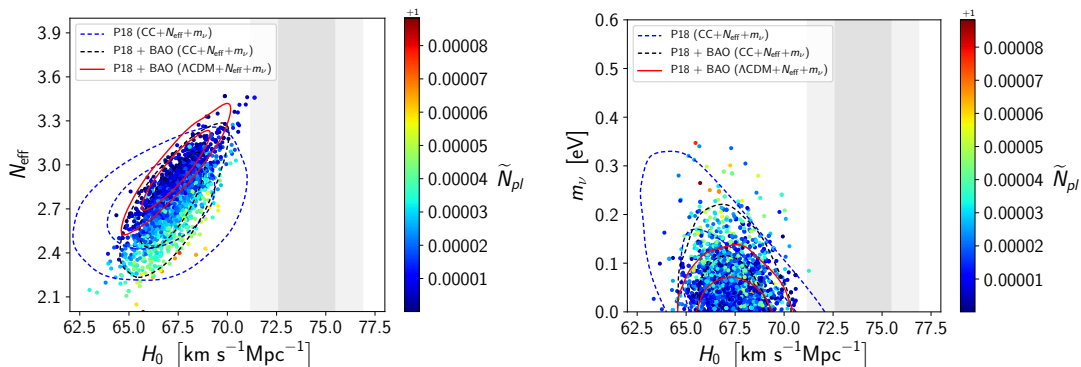 P18 (CC+N_eff+m_ν)
P18 + BAO (CC+N_eff+m_ν)
P18 + BAO (ΛCDM+N_eff+m_ν)
3.9
3.6
3.3
3.0
2.7
2.4
2.1
N_eff
62.5 65.0 67.5 70.0 72.5 75.0 77.5
H_0 [km s^−1 Mpc^−1]
+1
0.00008
0.00007
0.00006
0.00005
0.00004
0.00003
0.00002
0.00001
Ñ_pl
P18 (CC+N_eff+m_ν)
P18 + BAO (CC+N_eff+m_ν)
P18 + BAO (ΛCDM+N_eff+m_ν)
0.6
0.5
0.4
0.3
0.2
0.1
0.0
m_ν [eV]
62.5 65.0 67.5 70.0 72.5 75.0 77.5
H_0 [km s^−1 Mpc^−1]
+1
0.00008
0.00007
0.00006
0.00005
0.00004
0.00003
0.00002
0.00001
Ñ_pl